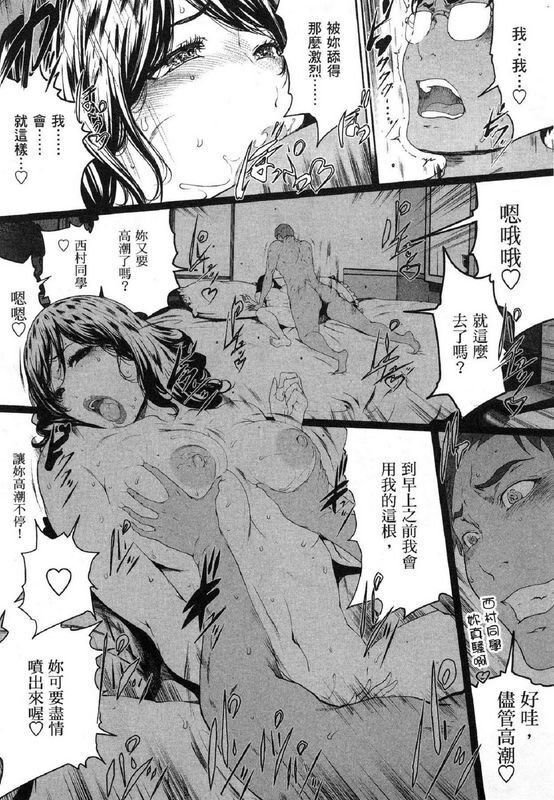 我…我…
被妳舔得
那麼激烈……
我……
會……
就這樣…♡
嗯哦哦♡
就這麼
去了嗎？
妳又要
高潮了嗎？
西村同學
♡
嗯嗯♡
西村同學
妳真騷啊♡
好哇，
儘管高潮♡
到早上之前我會
用我的這根，
讓妳高潮不停！
♡
妳可要盡情
噴出來喔♡